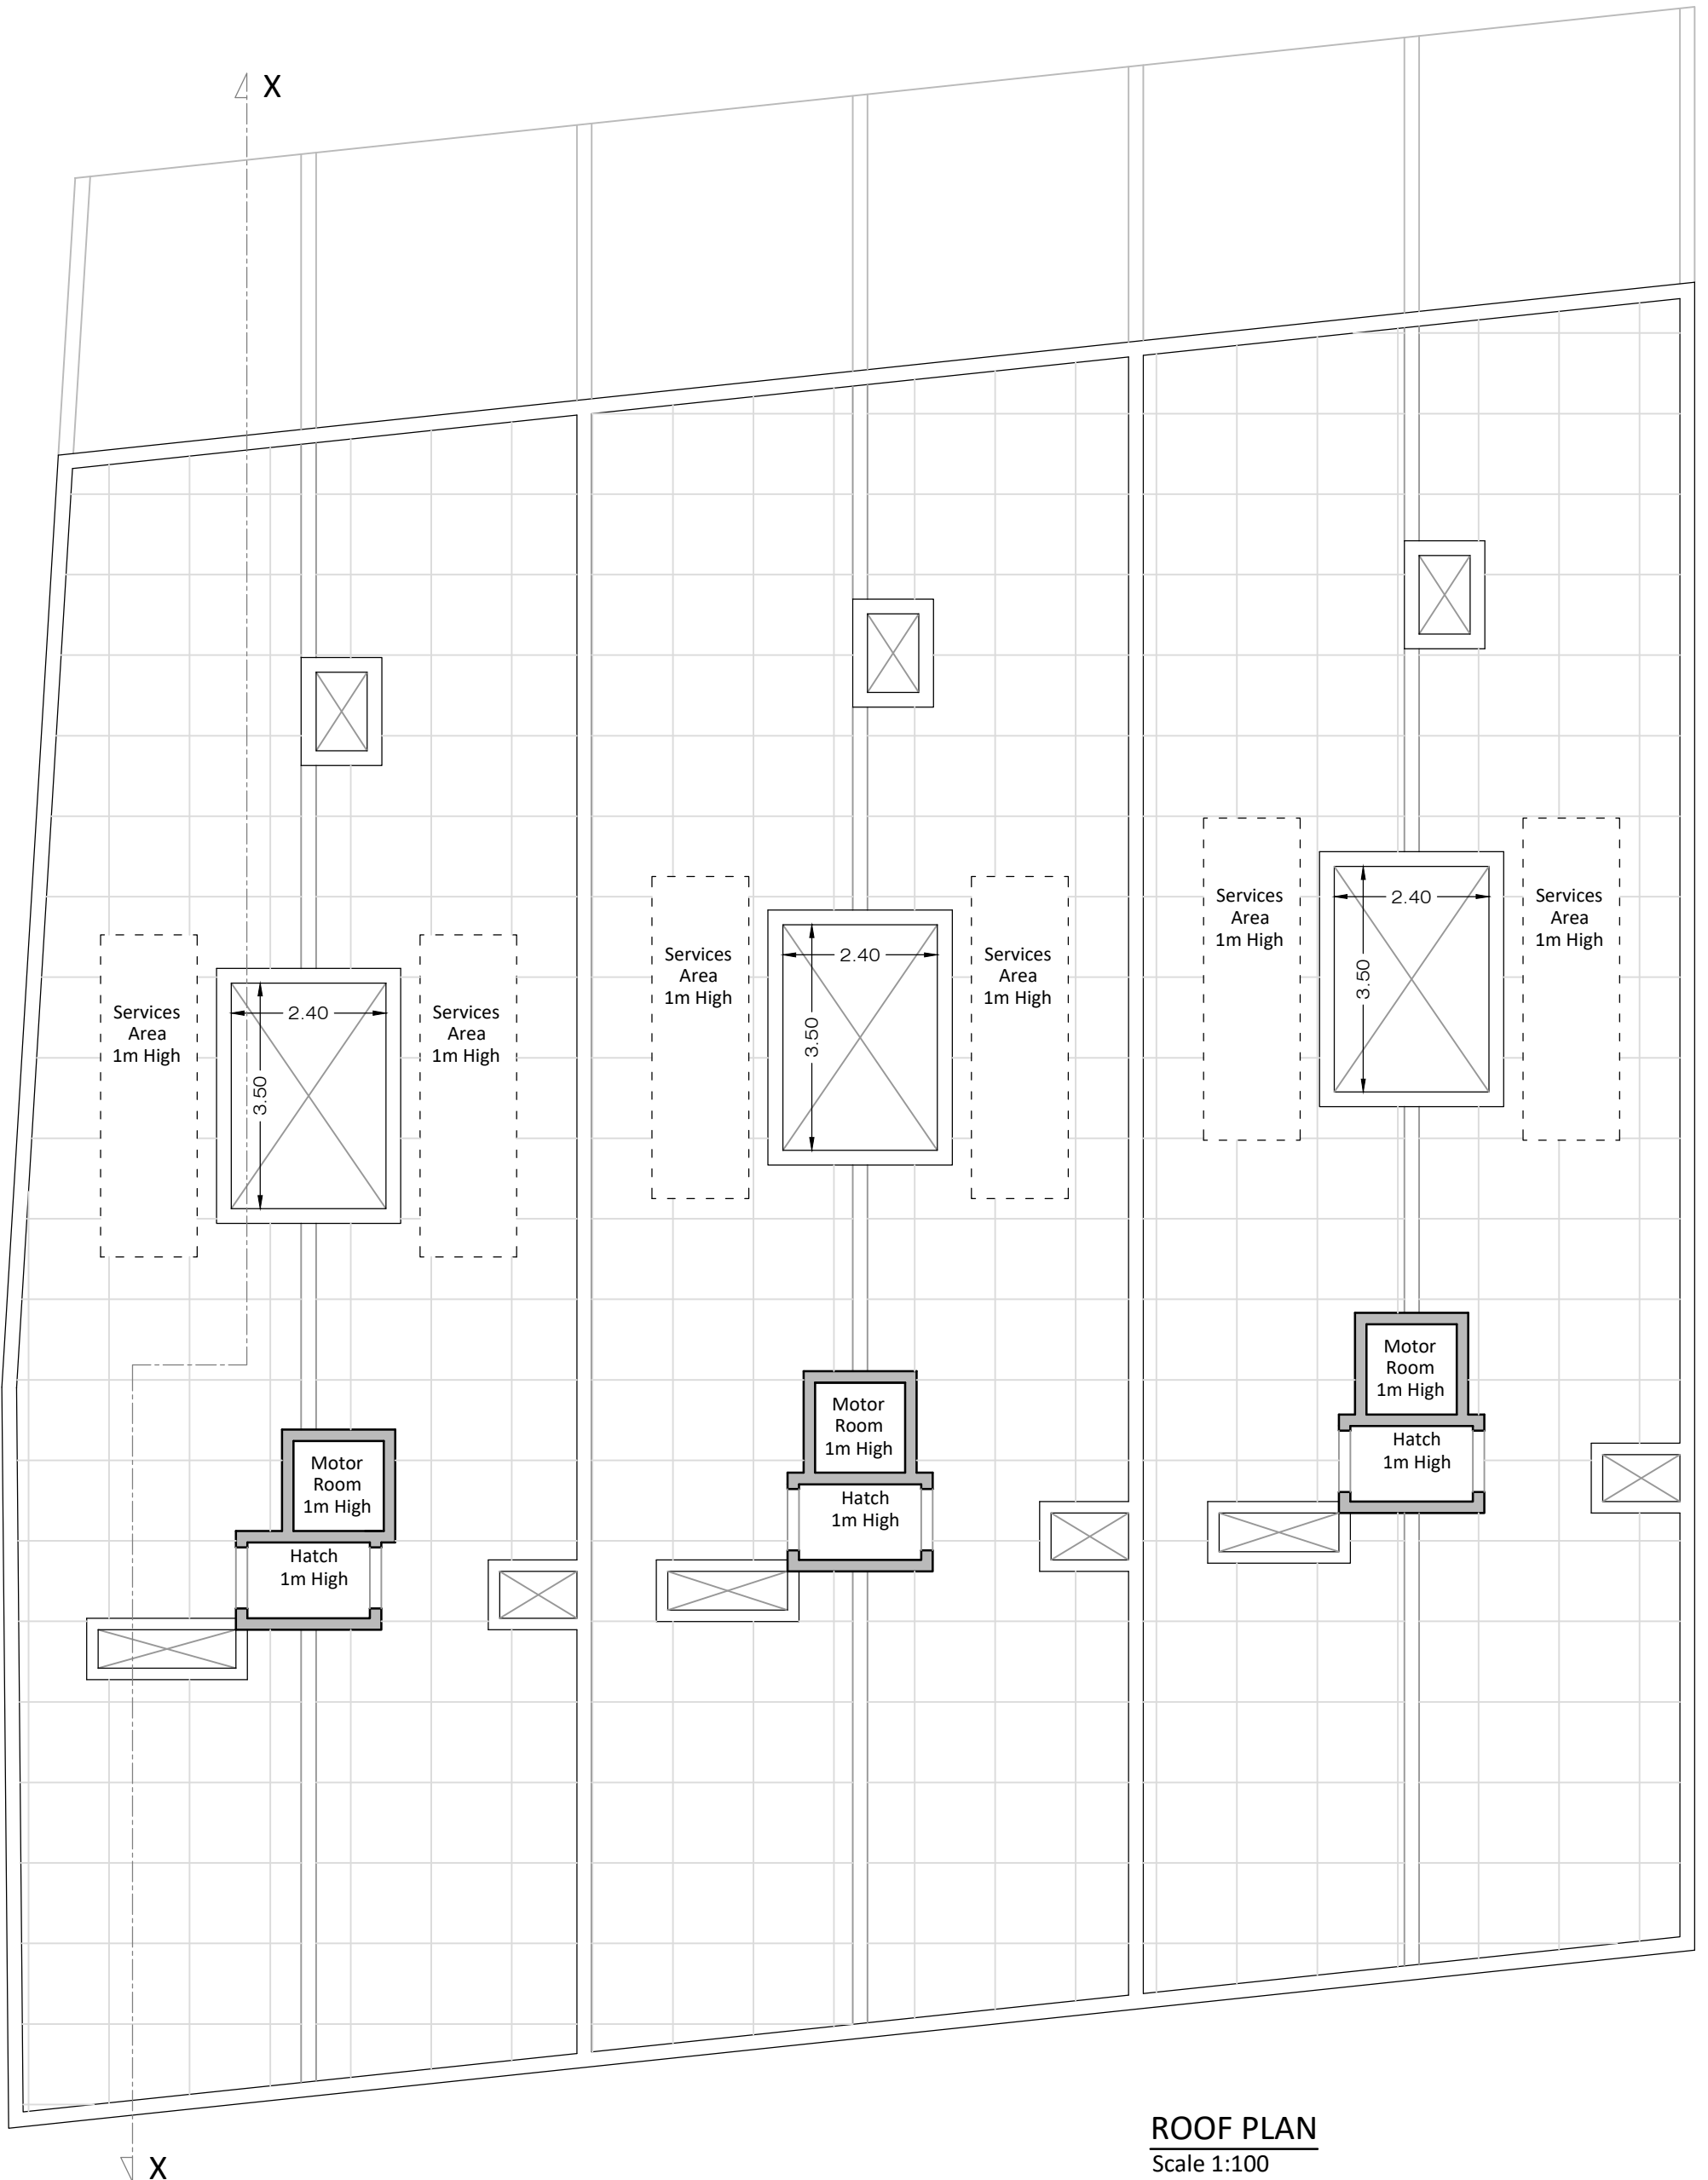 X
Services
Area
1m High
2.40
3.50
Services
Area
1m High
Services
Area
1m High
2.40
3.50
Services
Area
1m High
Services
Area
1m High
2.40
3.50
Services
Area
1m High
Motor
Room
1m High
Hatch
1m High
Motor
Room
1m High
Hatch
1m High
Motor
Room
1m High
Hatch
1m High
X
ROOF PLAN
Scale 1:100